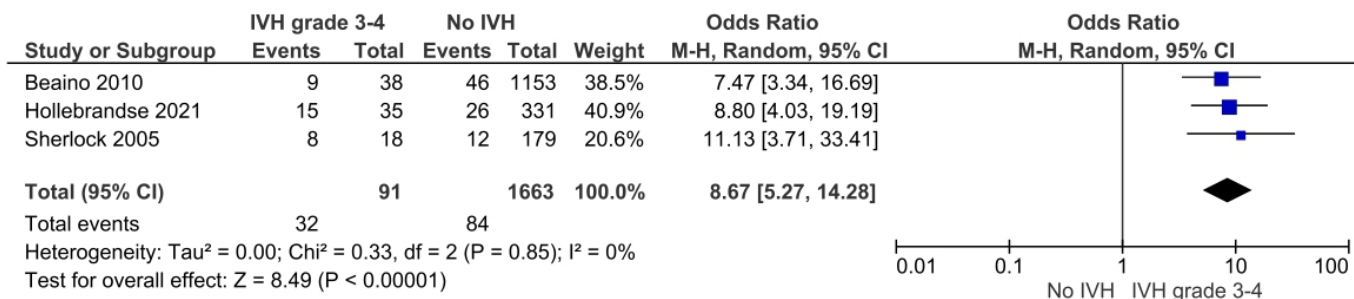 IVH grade 3-4 No IVH Odds Ratio Odds Ratio
Study or Subgroup Events Total Events Total Weight M-H, Random, 95% CI M-H, Random, 95% CI
Beaino 2010 9 38 46 1153 38.5% 7.47 [3.34, 16.69]
Hollebrandse 2021 15 35 26 331 40.9% 8.80 [4.03, 19.19]
Sherlock 2005 8 18 12 179 20.6% 11.13 [3.71, 33.41]
Total (95% CI) 91 1663 100.0% 8.67 [5.27, 14.28]
Total events 32 84
Heterogeneity: Tau² = 0.00; Chi² = 0.33, df = 2 (P = 0.85); I² = 0%
Test for overall effect: Z = 8.49 (P < 0.00001)
0.01 0.1 1 10 100
No IVH IVH grade 3-4